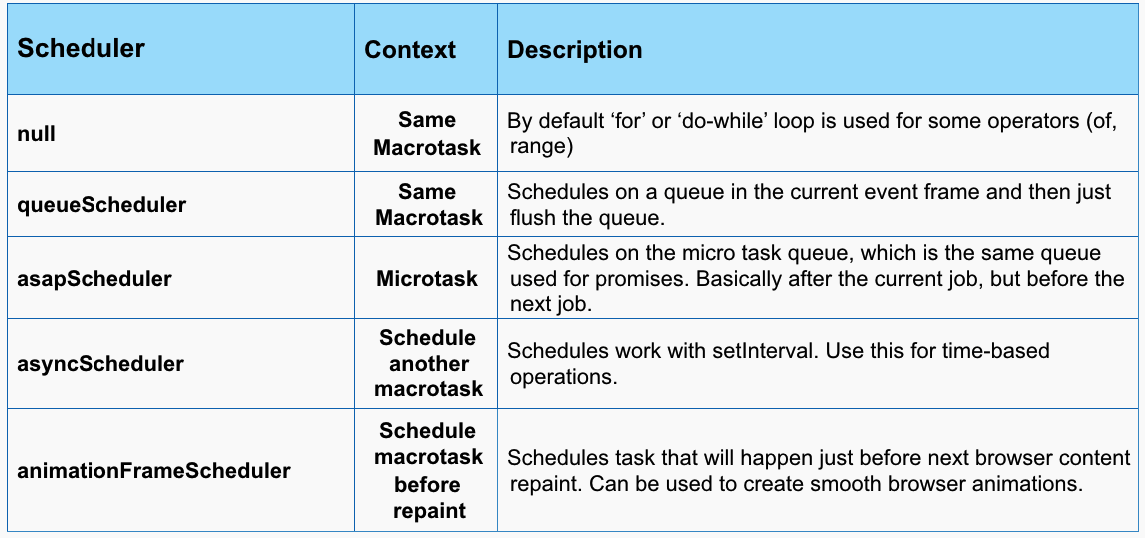 Scheduler Context Description
null
Same
Macrotask
By default ‘for’ or ‘do-while’ loop is used for some operators (of,
range)
queueScheduler
Same
Macrotask
Schedules on a queue in the current event frame and then just
flush the queue.
asapScheduler
Microtask
Schedules on the micro task queue, which is the same queue
used for promises. Basically after the current job, but before the
next job.
asyncScheduler
Schedule
another
macrotask
Schedules work with setInterval. Use this for time-based
operations.
animationFrameScheduler
Schedule
macrotask
before
repaint
Schedules task that will happen just before next browser content
repaint. Can be used to create smooth browser animations.